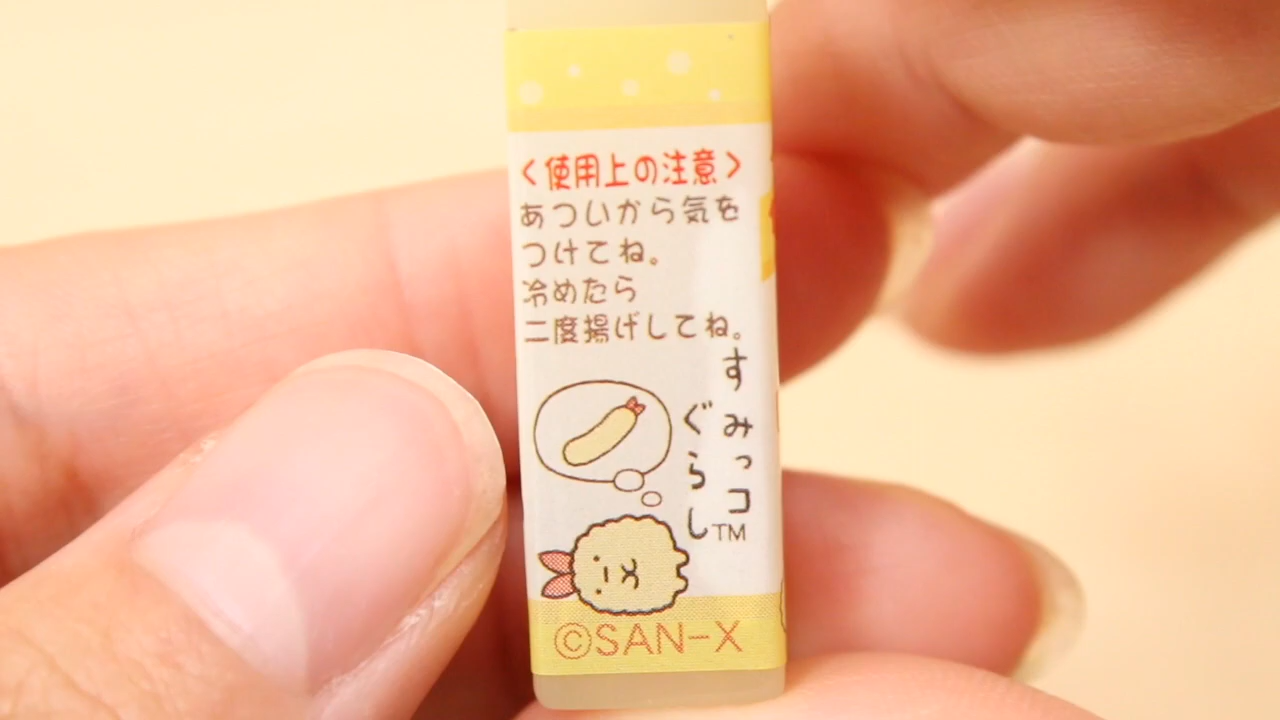 <使用上の注意>
あついから気を
つけてね。
冷めたら
二度揚げしてね。
すみっコ
ぐらし™
©SAN-X